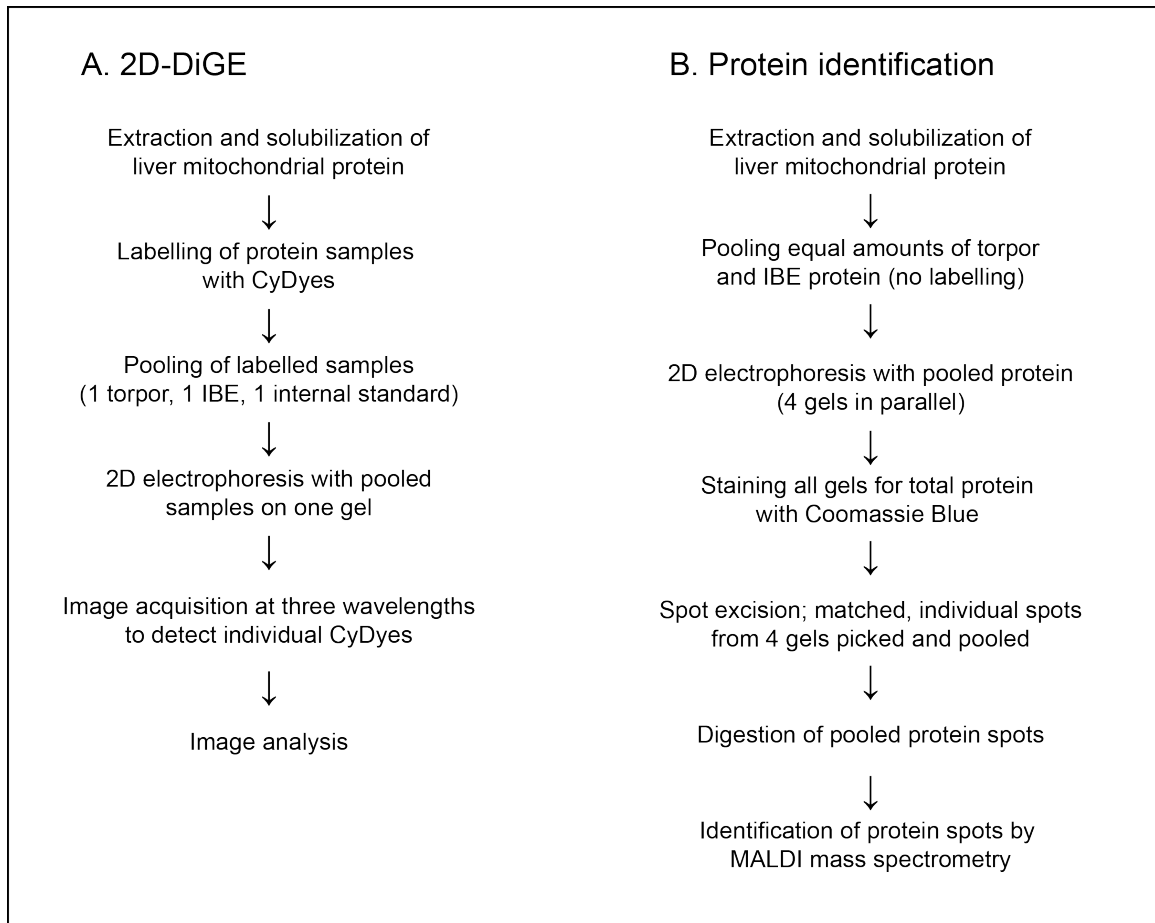 A. 2D-DiGE
Extraction and solubilization of
liver mitochondrial protein
Labelling of protein samples
with CyDyes
Pooling of labelled samples
(1 torpor, 1 IBE, 1 internal standard)
2D electrophoresis with pooled
samples on one gel
Image acquisition at three wavelengths
to detect individual CyDyes
Image analysis
B. Protein identification
Extraction and solubilization of
liver mitochondrial protein
Pooling equal amounts of torpor
and IBE protein (no labelling)
2D electrophoresis with pooled protein
(4 gels in parallel)
Staining all gels for total protein
with Coomassie Blue
Spot excision; matched, individual spots
from 4 gels picked and pooled
Digestion of pooled protein spots
Identification of protein spots by
MALDI mass spectrometry